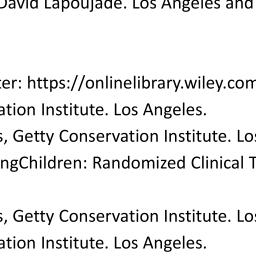 David Lapoujade. Los Angeles and
ter: https://onlinelibrary.wiley.com
ation Institute. Los Angeles.
s, Getty Conservation Institute. Los
ngChildren: Randomized Clinical T
s, Getty Conservation Institute. Los
ation Institute. Los Angeles.